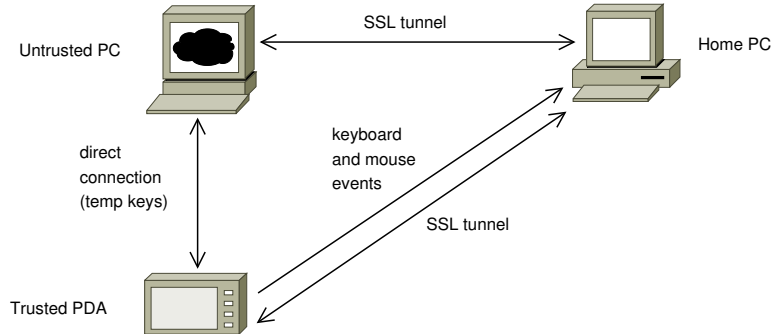 SSL tunnel
Untrusted PC
Home PC
keyboard
and mouse
events
direct
connection
(temp keys)
SSL tunnel
Trusted PDA